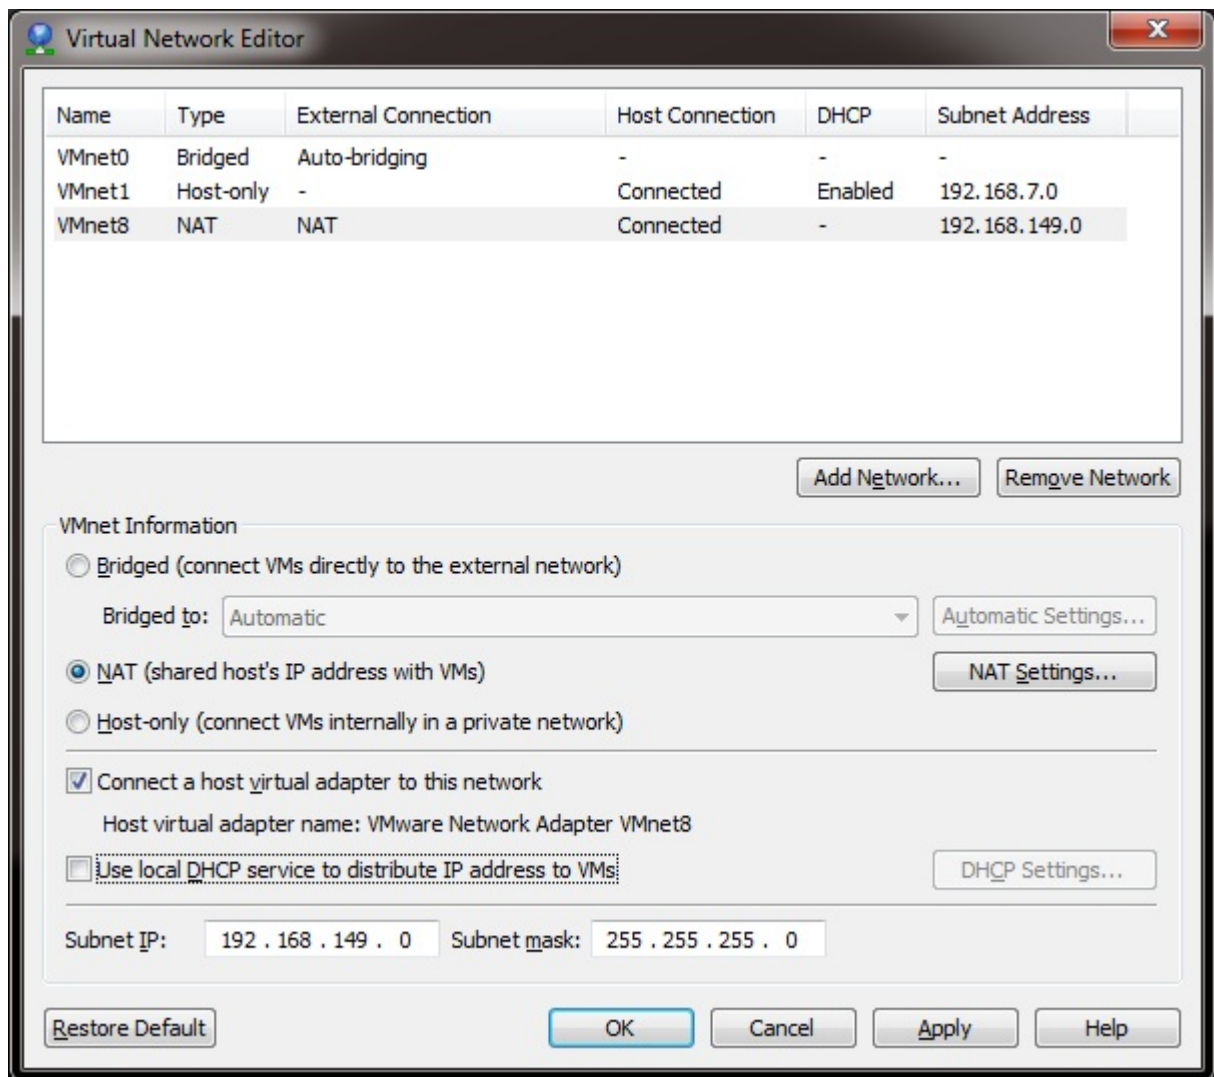 Virtual Network Editor
Name Type External Connection Host Connection DHCP Subnet Address
VMnet0 Bridged Auto-bridging - - -
VMnet1 Host-only - Connected Enabled 192.168.7.0
VMnet8 NAT NAT Connected - 192.168.149.0
Add Network... Remove Network
VMnet Information
Bridged (connect VMs directly to the external network)
Bridged to: Automatic Automatic Settings...
NAT (shared host's IP address with VMs) NAT Settings...
Host-only (connect VMs internally in a private network)
Connect a host virtual adapter to this network
Host virtual adapter name: VMware Network Adapter VMnet8
Use local DHCP service to distribute IP address to VMs DHCP Settings...
Subnet IP: 192 . 168 . 149 . 0 Subnet mask: 255 . 255 . 255 . 0
Restore Default OK Cancel Apply Help